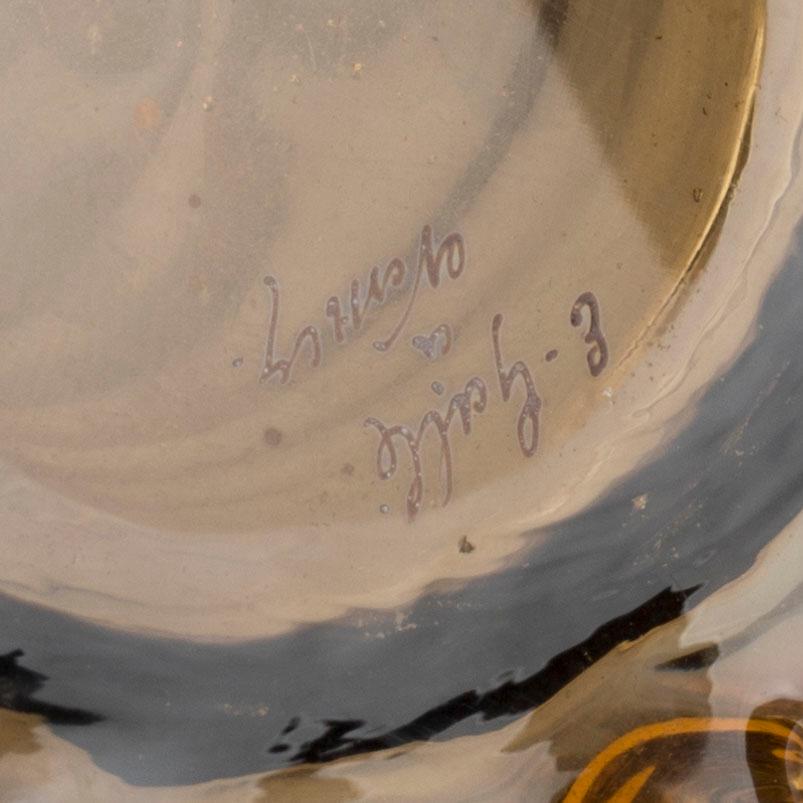 E. Gallé
à
Nancy.